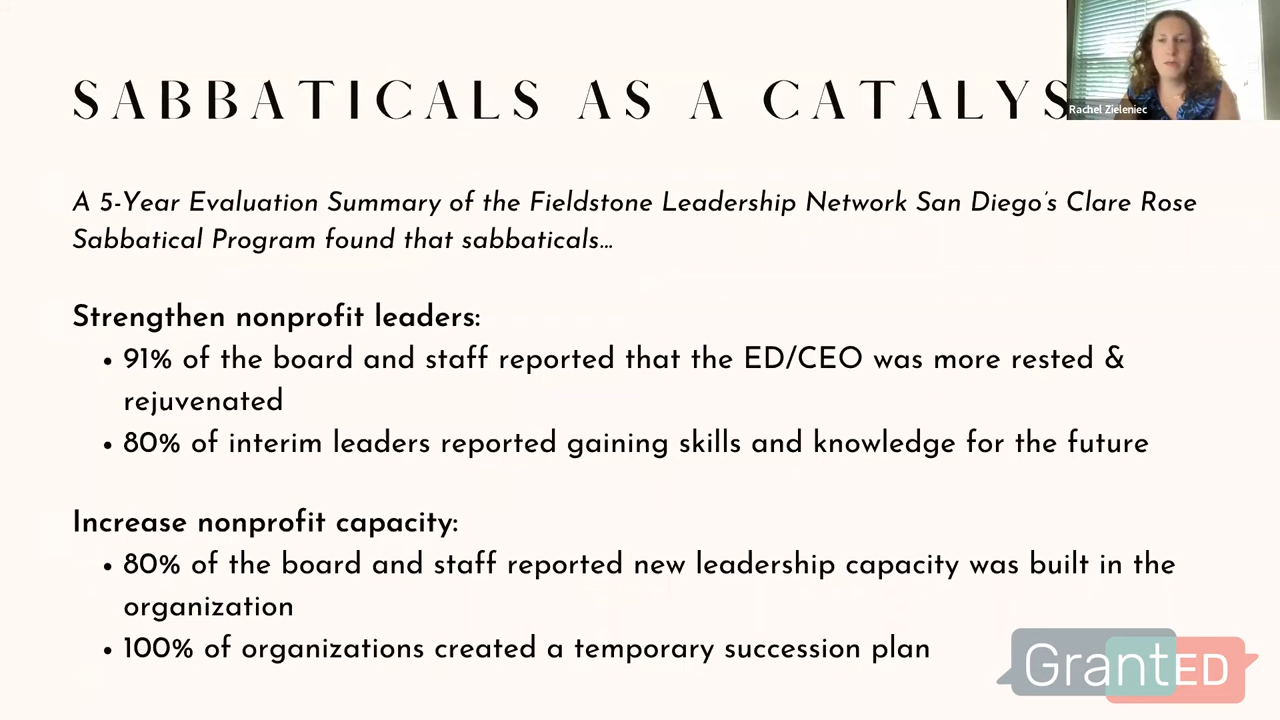 SABBATICALS AS A CATALYS
Rachel Zieleniec
A 5-Year Evaluation Summary of the Fieldstone Leadership Network San Diego's Clare Rose
Sabbatical Program found that sabbaticals...
Strengthen nonprofit leaders:
• 91% of the board and staff reported that the ED/CEO was more rested &
rejuvenated
• 80% of interim leaders reported gaining skills and knowledge for the future
Increase nonprofit capacity:
• 80% of the board and staff reported new leadership capacity was built in the
organization
• 100% of organizations created a temporary succession plan
GrantED